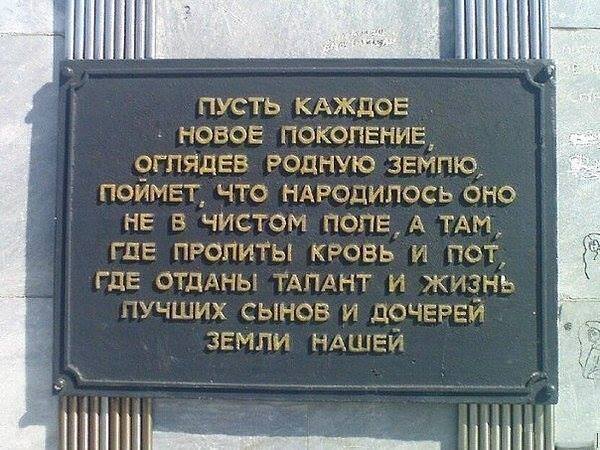 ПУСТЬ КАЖДОЕ
НОВОЕ ПОКОЛЕНИЕ,
ОГЛЯДЕВ РОДНУЮ ЗЕМЛЮ,
ПОЙМЕТ, ЧТО НАРОДИЛОСЬ ОНО
НЕ В ЧИСТОМ ПОЛЕ, А ТАМ,
ГДЕ ПРОЛИТЫ КРОВЬ И ПОТ,
ГДЕ ОТДАНЫ ТАЛАНТ И ЖИЗНЬ
ЛУЧШИХ СЫНОВ И ДОЧЕРЕЙ
ЗЕМЛИ НАШЕЙ